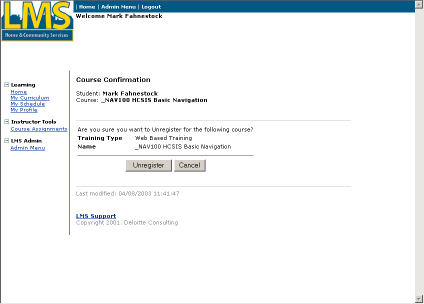 LMS
Home & Community Services
| Home | Admin Menu | Logout
Welcome Mark Fahnestock
Learning
Home
My Curriculum
My Schedule
My Profile
Instructor Tools
Course Assignments
LMS Admin
Admin Menu
Course Confirmation
Student: Mark Fahnestock
Course: _NAV100 HCSIS Basic Navigation
Are you sure you want to Unregister for the following course?
Training Type Web Based Training
Name _NAV100 HCSIS Basic Navigation
Unregister Cancel
Last modified: 04/08/2003 11:41:47
LMS Support
Copyright 2001. Deloitte Consulting